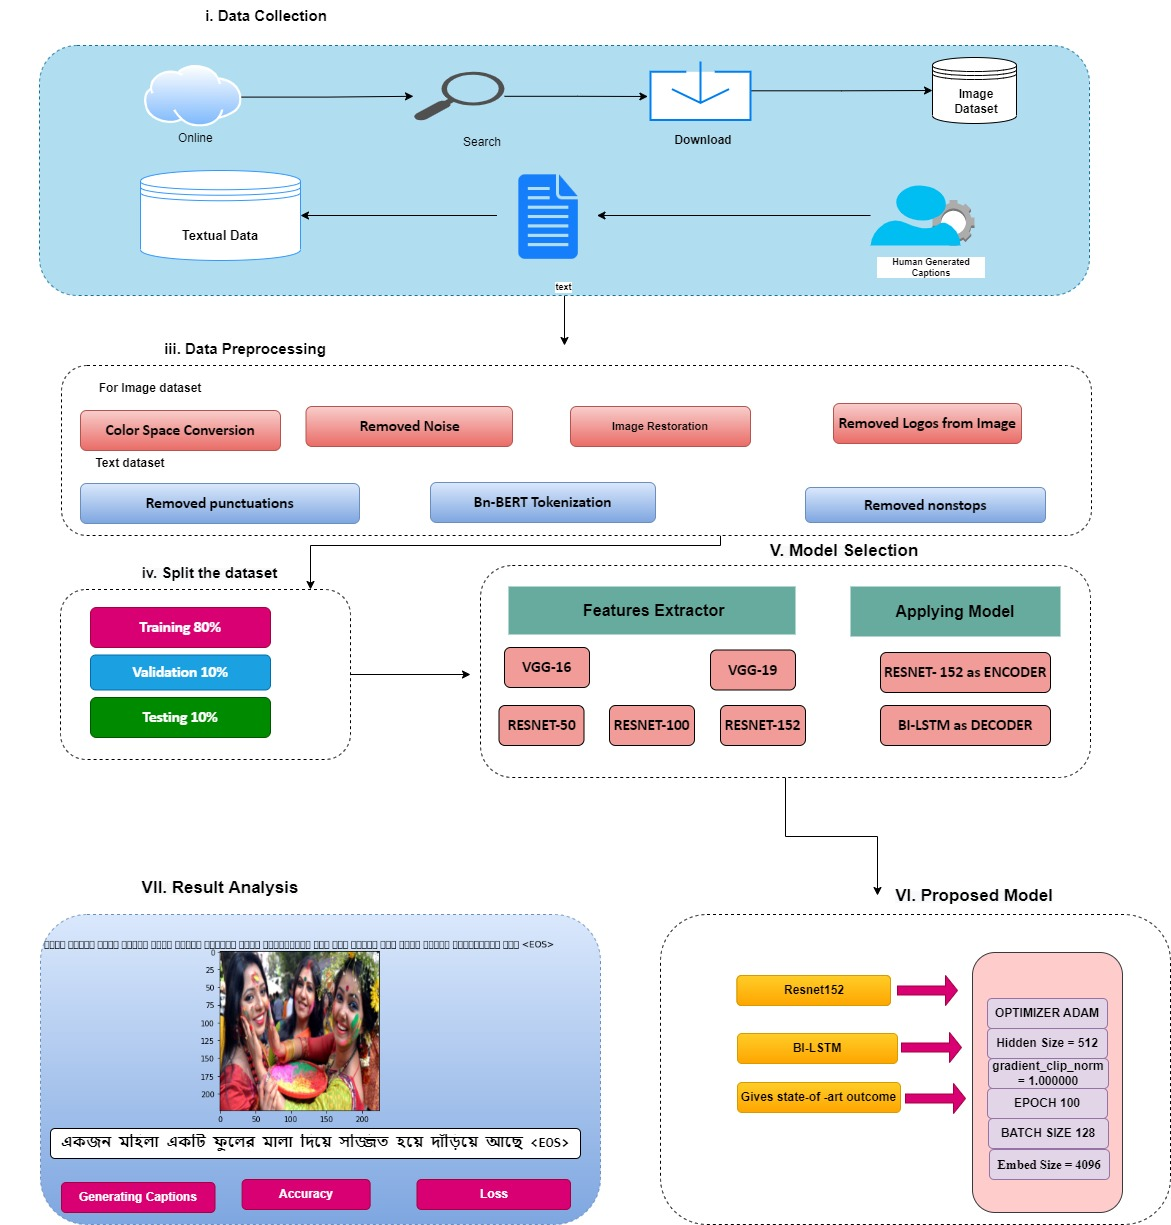 i. Data Collection
Online
Search
Download
Image
Dataset
Textual Data
text
Human Generated
Captions
iii. Data Preprocessing
For Image dataset
Color Space Conversion
Removed Noise
Image Restoration
Removed Logos from Image
Text dataset
Removed punctuations
Bn-BERT Tokenization
Removed nonstops
iv. Split the dataset
Training 80%
Validation 10%
Testing 10%
V. Model Selection
Features Extractor
VGG-16
VGG-19
RESNET-50
RESNET-100
RESNET-152
Applying Model
RESNET- 152 as ENCODER
BI-LSTM as DECODER
VI. Proposed Model
Resnet152
BI-LSTM
Gives state-of -art outcome
OPTIMIZER ADAM
Hidden Size = 512
gradient_clip_norm
= 1.000000
EPOCH 100
BATCH SIZE 128
Embed Size = 4096
VII. Result Analysis
<EOS>
0
25
50
75
100
125
150
175
200
0 50 100 150 200
একজন মহিলা একটি ফুলের মালা দিয়ে সজ্জিত হয়ে দাঁড়িয়ে আছে <EOS>
Generating Captions
Accuracy
Loss